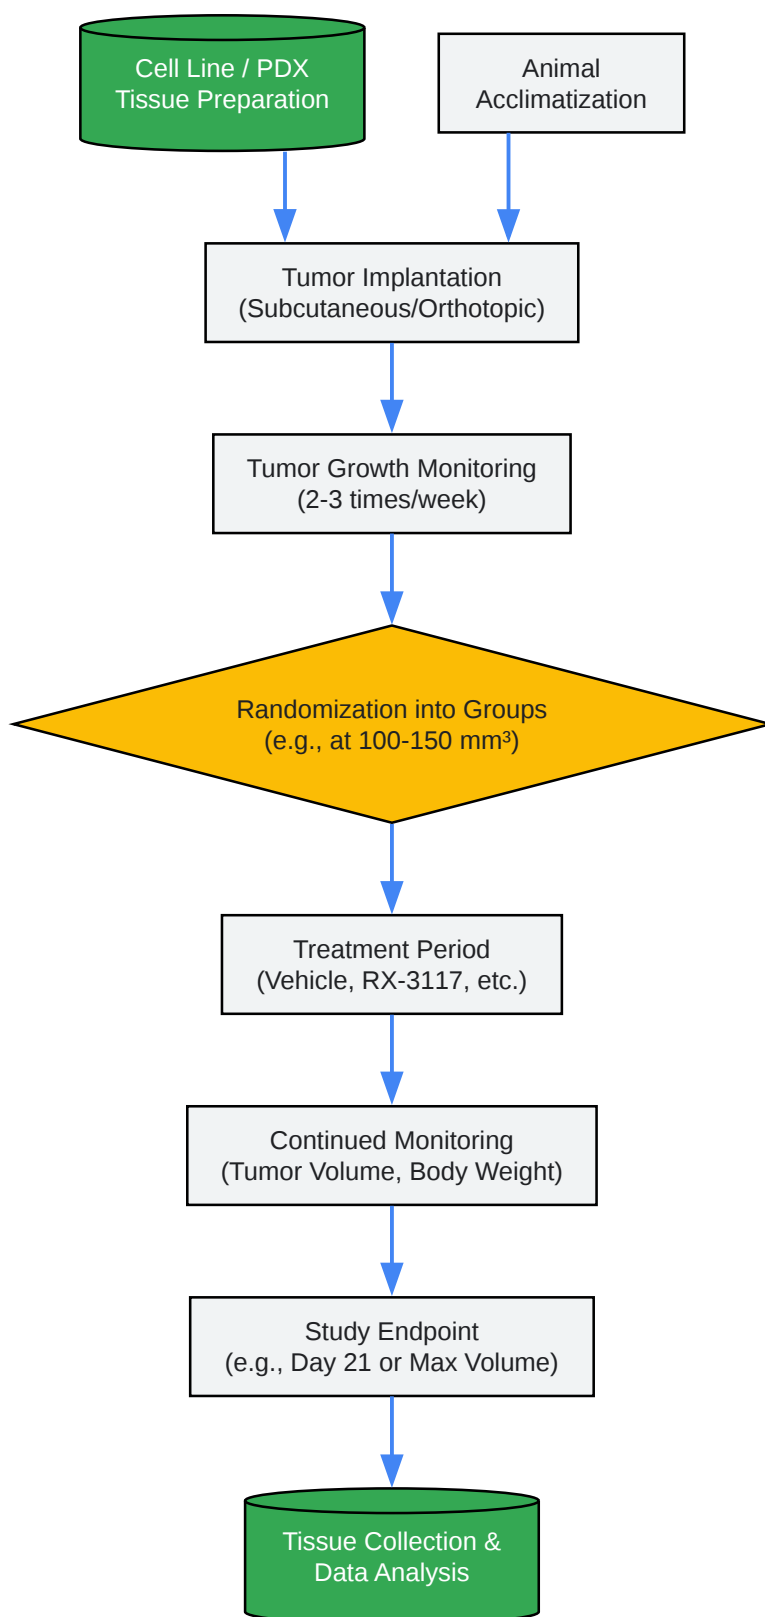 Cell Line / PDX
Tissue Preparation
Animal
Acclimatization
Tumor Implantation
(Subcutaneous/Orthotopic)
Tumor Growth Monitoring
(2-3 times/week)
Randomization into Groups
(e.g., at 100-150 mm³)
Treatment Period
(Vehicle, RX-3117, etc.)
Continued Monitoring
(Tumor Volume, Body Weight)
Study Endpoint
(e.g., Day 21 or Max Volume)
Tissue Collection &
Data Analysis